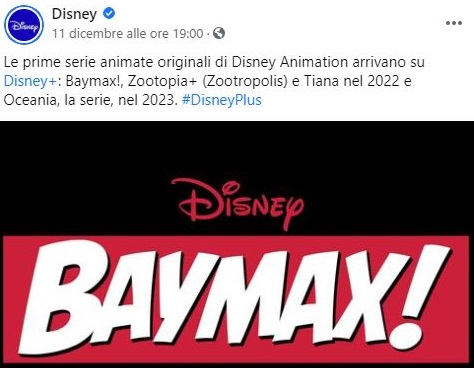 Disney
Disney
11 dicembre alle ore 19:00 ·
Le prime serie animate originali di Disney Animation arrivano su
Disney+: Baymax!, Zootopia+ (Zootropolis) e Tiana nel 2022 e
Oceania, la serie, nel 2023. #DisneyPlus
Disney
BAYMAX!